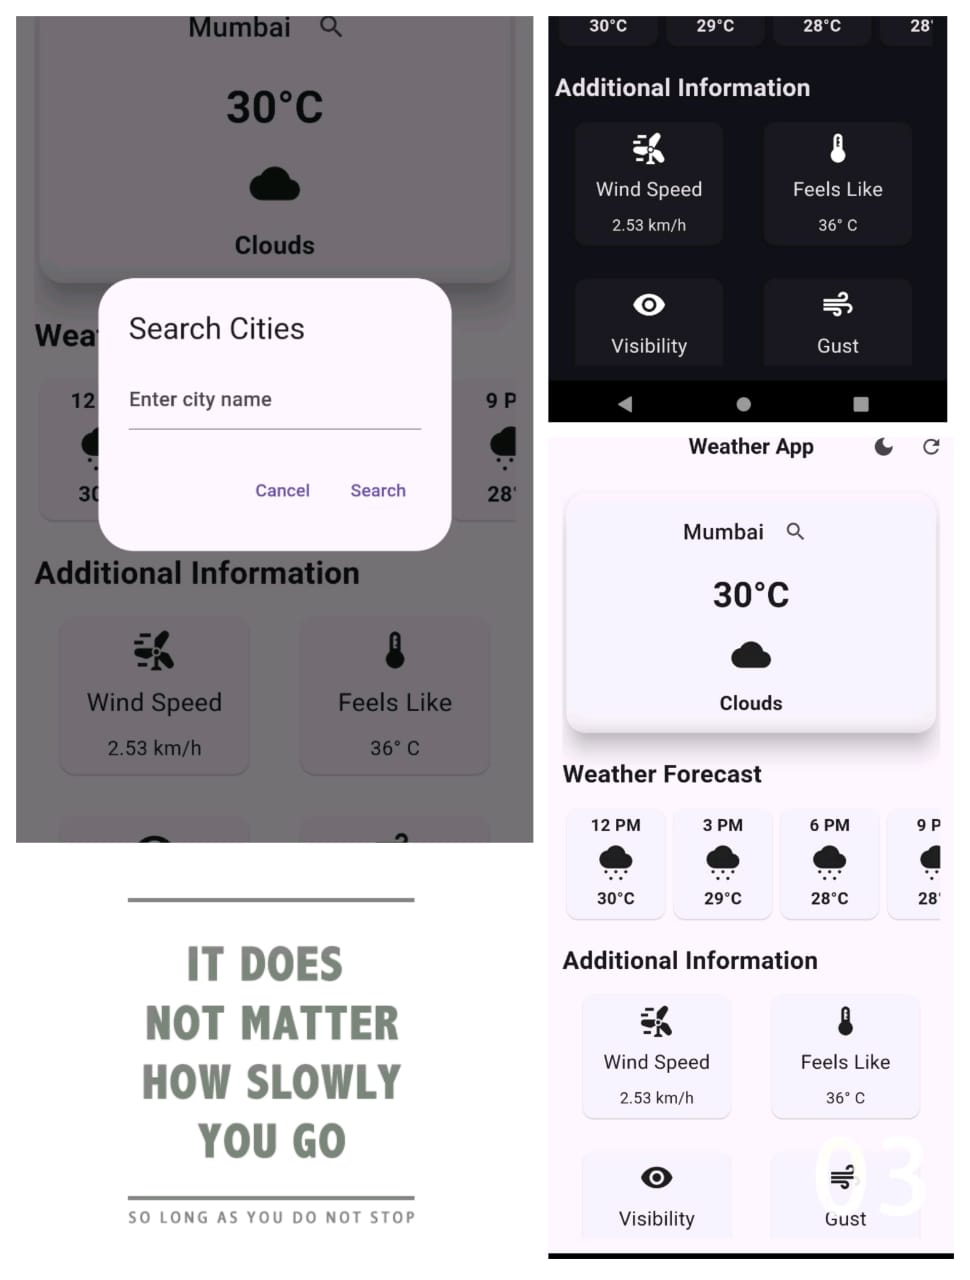 Mumbai
30°C
Clouds
Search Cities
Enter city name
Cancel Search
12
9 P
30
28°
Additional Information
Wind Speed Feels Like
2.53 km/h 36° C
30°C 29°C 28°C 28°
Additional Information
Wind Speed Feels Like
2.53 km/h 36° C
Visibility Gust
Weather App
Mumbai
30°C
Clouds
Weather Forecast
12 PM 3 PM 6 PM 9 P
30°C 29°C 28°C 28°
Additional Information
Wind Speed Feels Like
2.53 km/h 36° C
Visibility Gust
03
IT DOES
NOT MATTER
HOW SLOWLY
YOU GO
SO LONG AS YOU DO NOT STOP